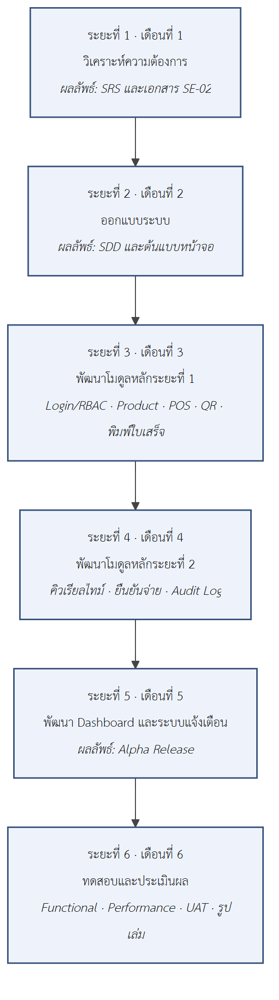 ระยะที่ 1 · เดือนที่ 1
วิเคราะห์ความต้องการ
ผลลัพธ์: SRS และเอกสาร SE-02
ระยะที่ 2 · เดือนที่ 2
ออกแบบระบบ
ผลลัพธ์: SDD และต้นแบบหน้าจอ
ระยะที่ 3 · เดือนที่ 3
พัฒนาโมดูลหลักระยะที่ 1
Login/RBAC · Product · POS · QR ·
พิมพ์ใบเสร็จ
ระยะที่ 4 · เดือนที่ 4
พัฒนาโมดูลหลักระยะที่ 2
คิวเรียลไทม์ · ยืนยันจ่าย · Audit Log
ระยะที่ 5 · เดือนที่ 5
พัฒนา Dashboard และระบบแจ้งเตือน
ผลลัพธ์: Alpha Release
ระยะที่ 6 · เดือนที่ 6
ทดสอบและประเมินผล
Functional · Performance · UAT · รูป
เล่ม